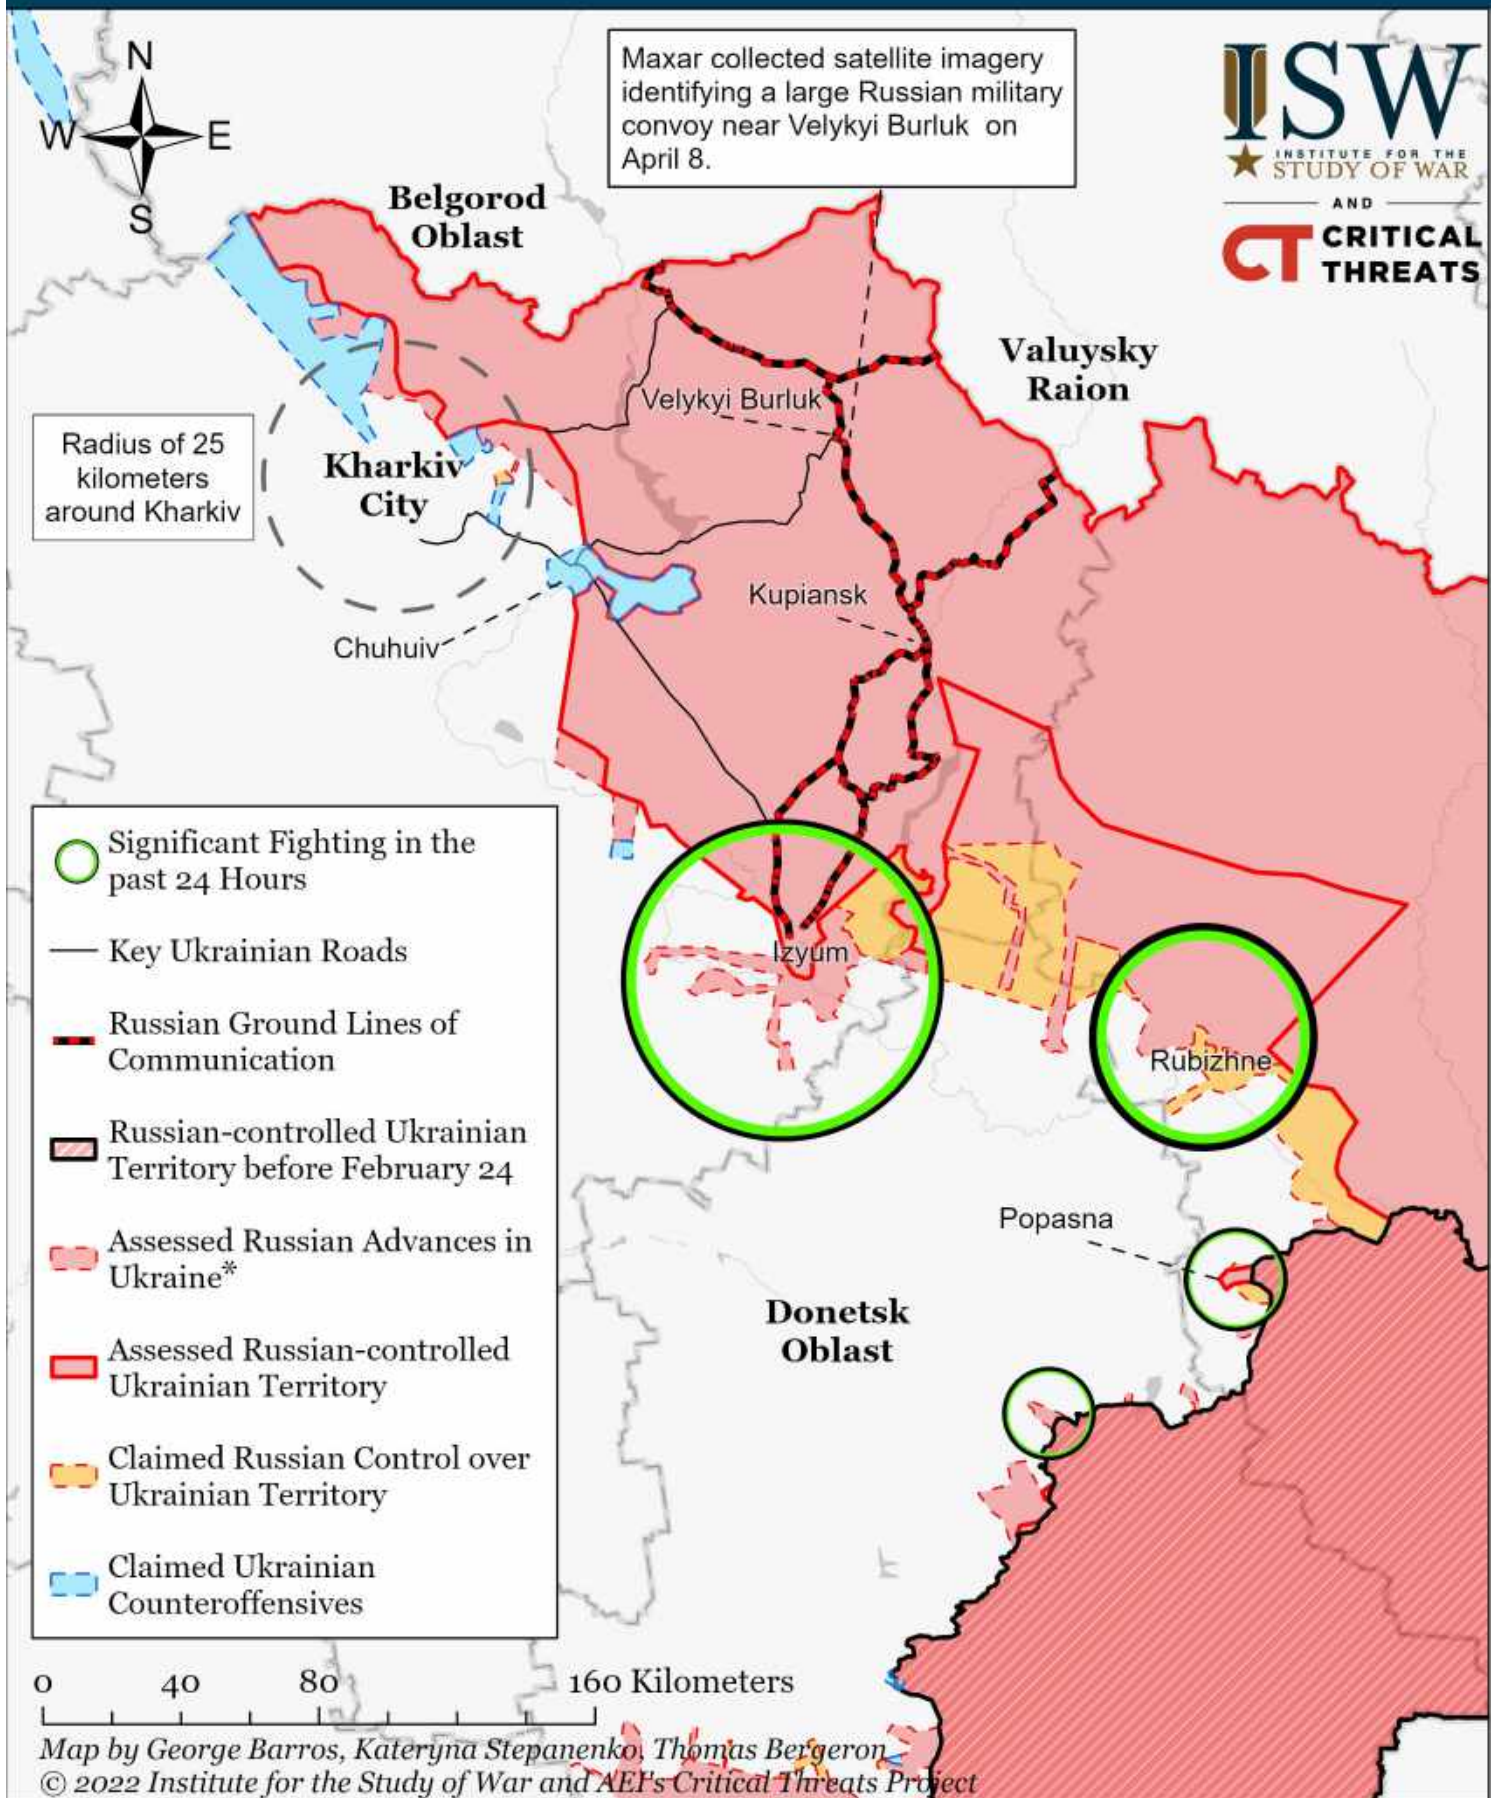 N
W
E
S
Maxar collected satellite imagery
identifying a large Russian military
convoy near Velykyi Burluk on
April 8.
ISW
INSTITUTE FOR THE
STUDY OF WAR
AND
CT CRITICAL
THREATS
Belgorod
Oblast
Valuysky
Raion
Velykyi Burluk
Radius of 25
kilometers
around Kharkiv
Kharkiv
City
Kupiansk
Chuhuiv
Izyum
Rubizhne
Popasna
Donetsk
Oblast
Significant Fighting in the
past 24 Hours
Key Ukrainian Roads
Russian Ground Lines of
Communication
Russian-controlled Ukrainian
Territory before February 24
Assessed Russian Advances in
Ukraine*
Assessed Russian-controlled
Ukrainian Territory
Claimed Russian Control over
Ukrainian Territory
Claimed Ukrainian
Counteroffensives
0 40 80 160 Kilometers
Map by George Barros, Kateryna Stepanenko, Thomas Bergeron
© 2022 Institute for the Study of War and AEI's Critical Threats Project